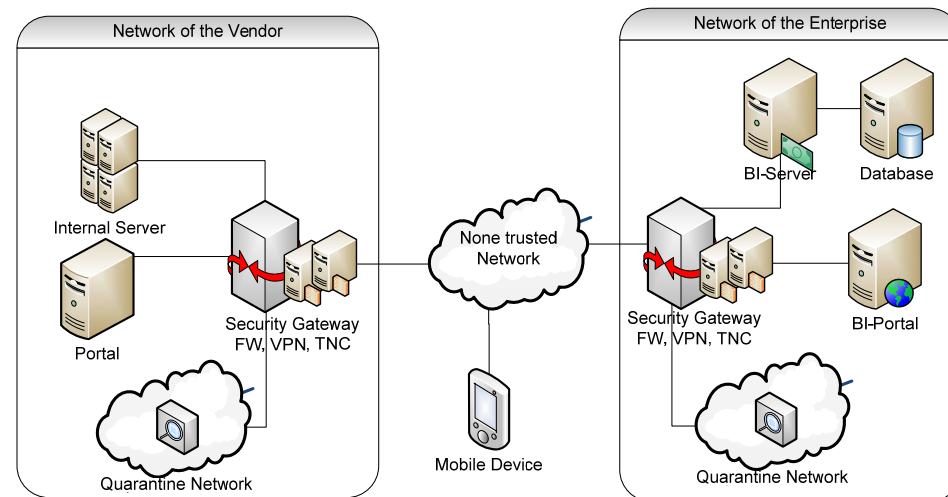 Network of the Vendor
Internal Server
Portal
Security Gateway
FW, VPN, TNC
Quarantine Network
None trusted
Network
Mobile Device
Network of the Enterprise
BI-Server
Database
Security Gateway
FW, VPN, TNC
BI-Portal
Quarantine Network